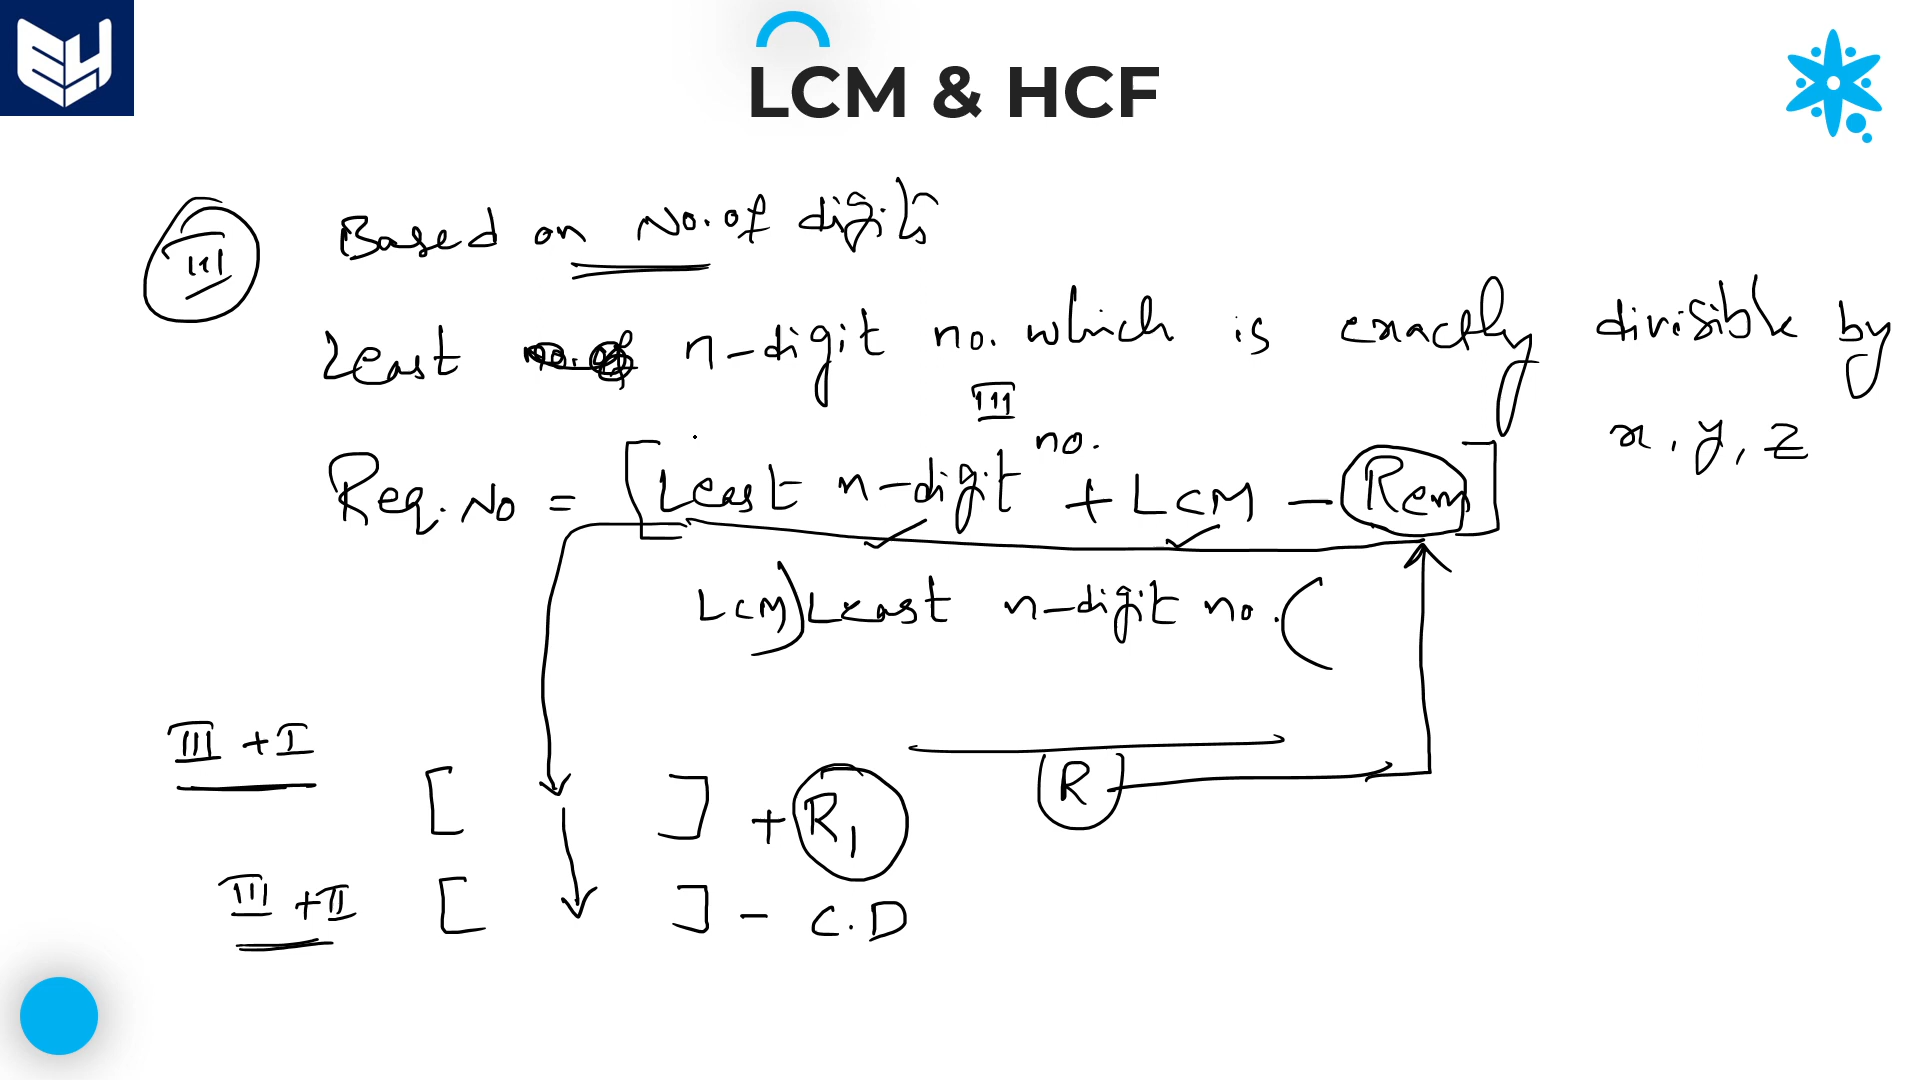 LCM & HCF
III Based on No. of digits
Least n-digit no. which is exactly divisible by
x, y, z
III
Req. No = [Least n-digit no. + LCM - Rem]
LCM) Least n-digit no. (
R
III + I [ ] + R1
III + II [ ] - C.D